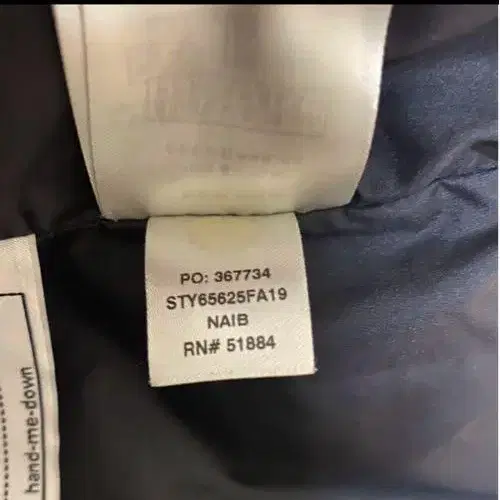 PO: 367734
STY65625FA19
NAIB
RN# 51884
hand-me-down